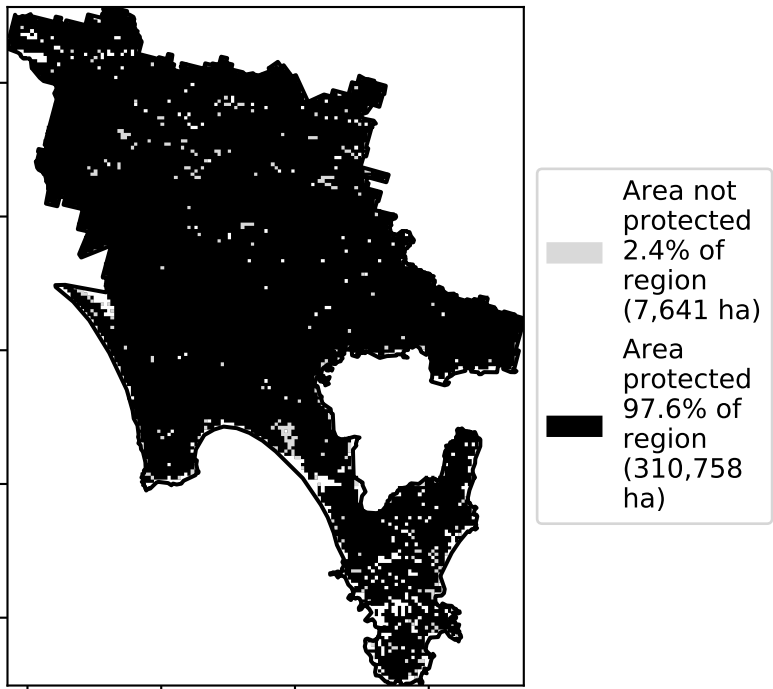 Area not
protected
2.4% of
region
(7,641 ha)
Area
protected
97.6% of
region
(310,758
ha)